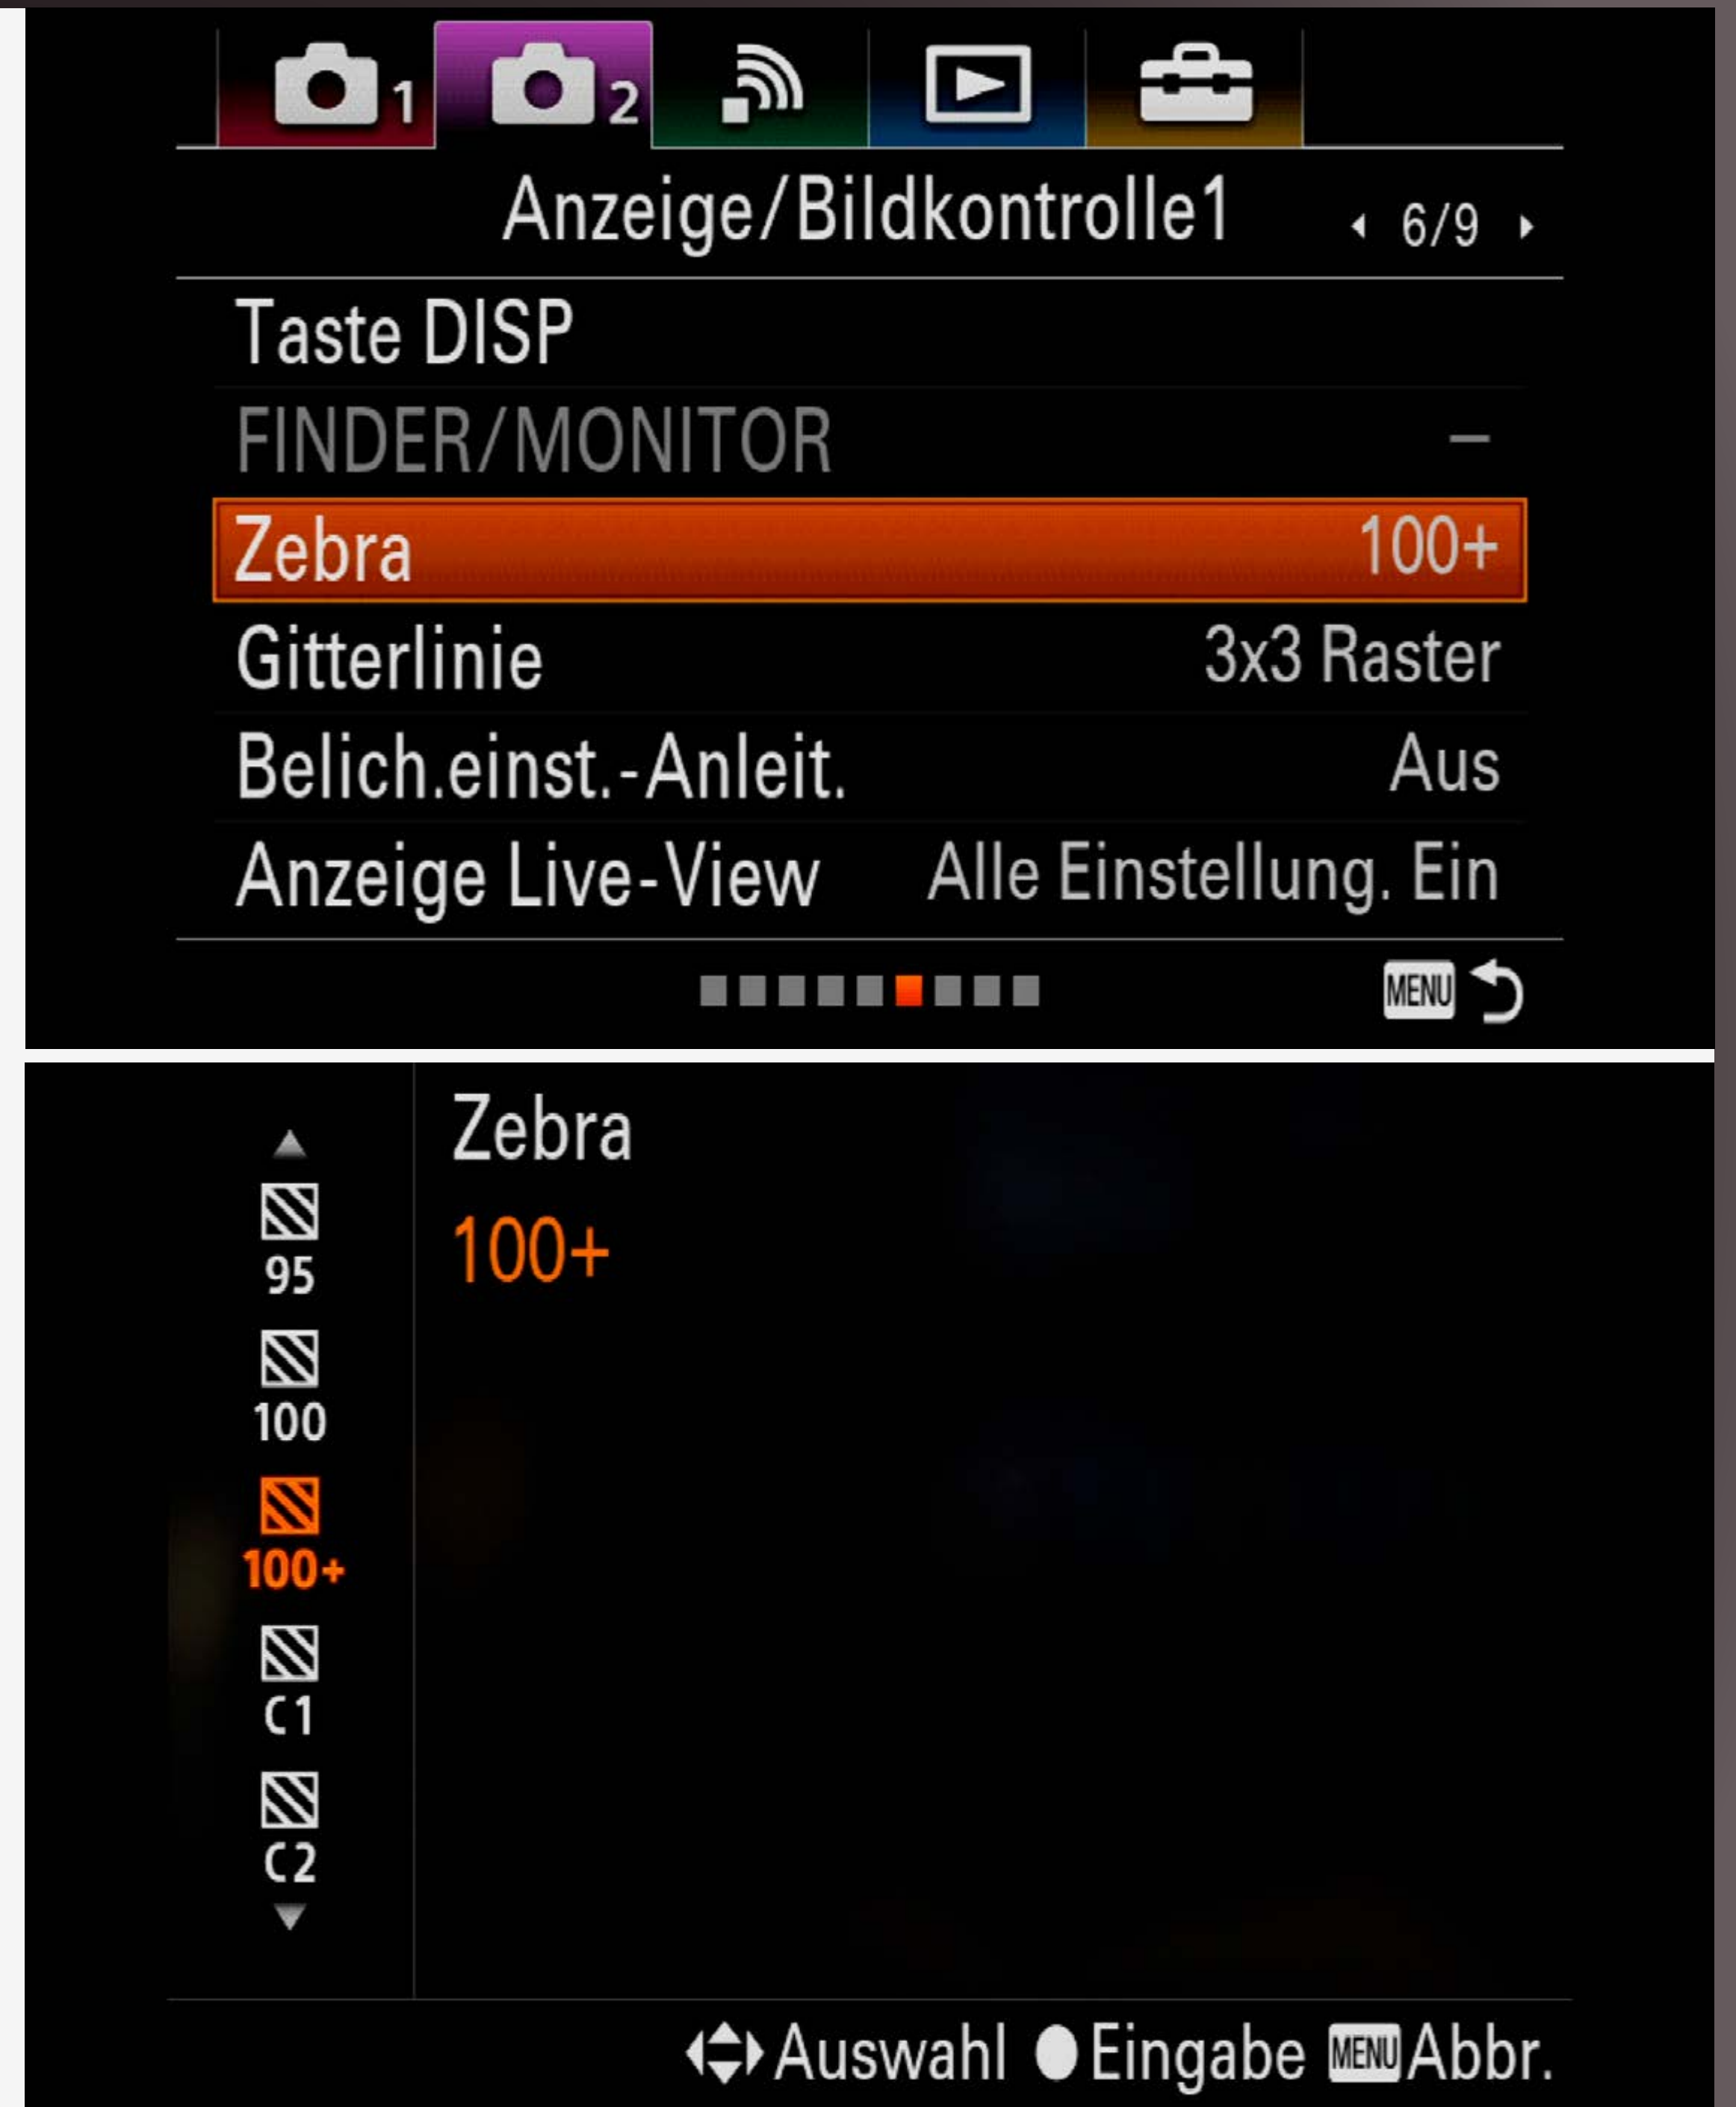 1
2
Anzeige/Bildkontrolle1
6/9
Taste DISP
FINDER/MONITOR –
Zebra 100+
Gitterlinie 3x3 Raster
Belich.einst.-Anleit. Aus
Anzeige Live-View Alle Einstellung. Ein
MENU
Zebra
100+
95
100
100+
C1
C2
Auswahl Eingabe MENU Abbr.